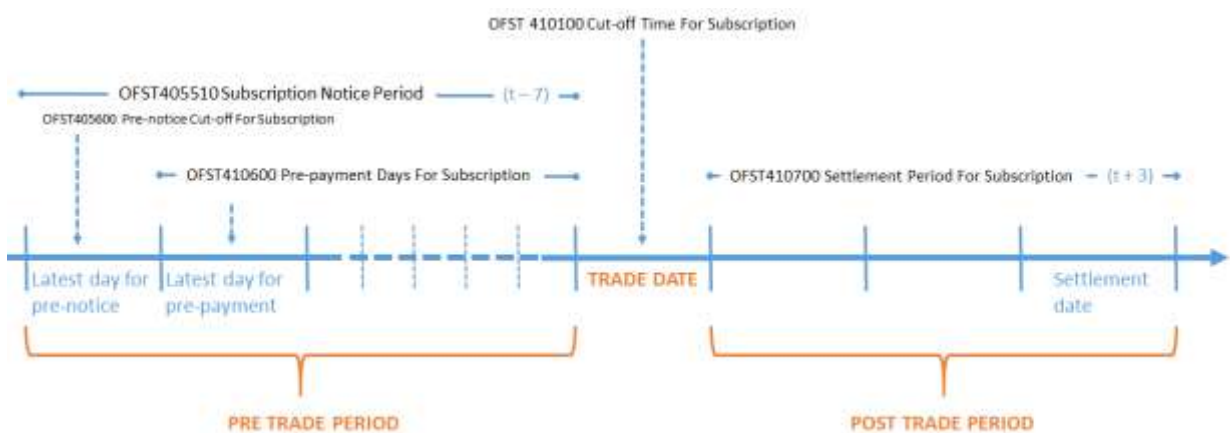 OFST 410100 Cut-off Time For Subscription
OFST405510 Subscription Notice Period (t – 7)
OFST405600 Pre-notice Cut-off For Subscription
OFST410600 Pre-payment Days For Subscription
OFST410700 Settlement Period For Subscription (t + 3)
Latest day for
pre-notice
Latest day for
pre-payment
TRADE DATE
Settlement
date
PRE TRADE PERIOD
POST TRADE PERIOD